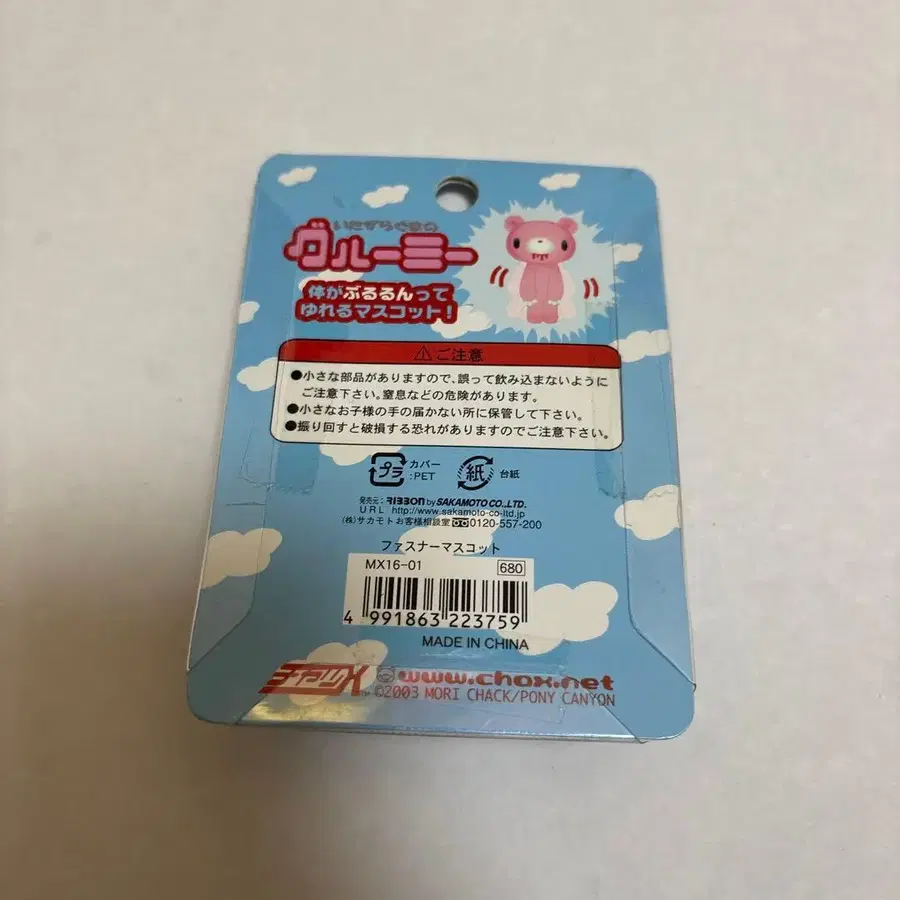 いたずらぐまの
グルーミー
体がぶるるんって
ゆれるマスコット!
⚠ご注意
●小さな部品がありますので、誤って飲み込まないように
ご注意下さい。窒息などの危険があります。
●小さなお子様の手の届かない所に保管して下さい。
●振り回すと破損する恐れがありますのでご注意下さい。
プラ カバー :PET 紙 台紙
発売元: RIBBON by SAKAMOTO CO.,LTD.
URL http://www.sakamoto-co-ltd.jp
(株)サカモトお客様相談室 0120-557-200
ファスナーマスコット
MX16-01 680
4 991863 223759
MADE IN CHINA
チャックス www.chax.net
©2003 MORI CHACK/PONY CANYON